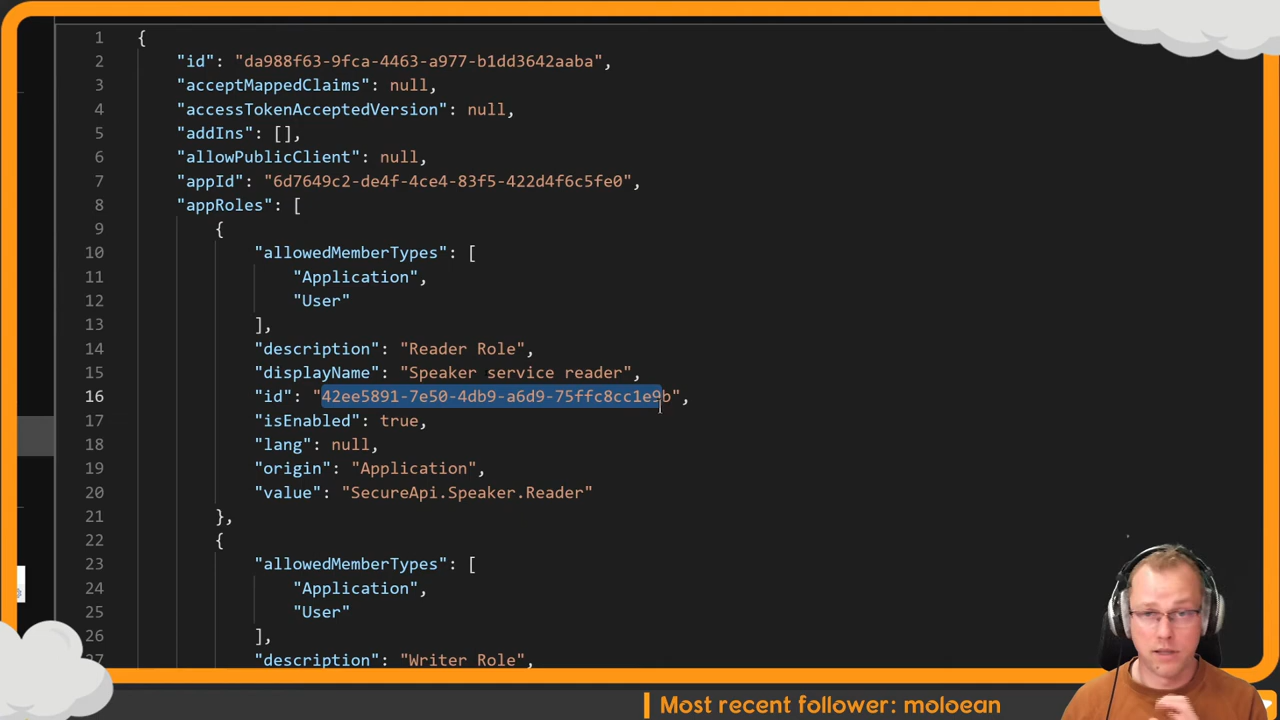 1 {
2 "id": "da988f63-9fca-4463-a977-b1dd3642aaba",
3 "acceptMappedClaims": null,
4 "accessTokenAcceptedVersion": null,
5 "addIns": [],
6 "allowPublicClient": null,
7 "appId": "6d7649c2-de4f-4ce4-83f5-422d4f6c5fe0",
8 "appRoles": [
9 {
10 "allowedMemberTypes": [
11 "Application",
12 "User"
13 ],
14 "description": "Reader Role",
15 "displayName": "Speaker service reader",
16 "id": "42ee5891-7e50-4db9-a6d9-75ffc8cc1e9b",
17 "isEnabled": true,
18 "lang": null,
19 "origin": "Application",
20 "value": "SecureApi.Speaker.Reader"
21 },
22 {
23 "allowedMemberTypes": [
24 "Application",
25 "User"
26 ],
27 "description": "Writer Role",
Most recent follower: moloean